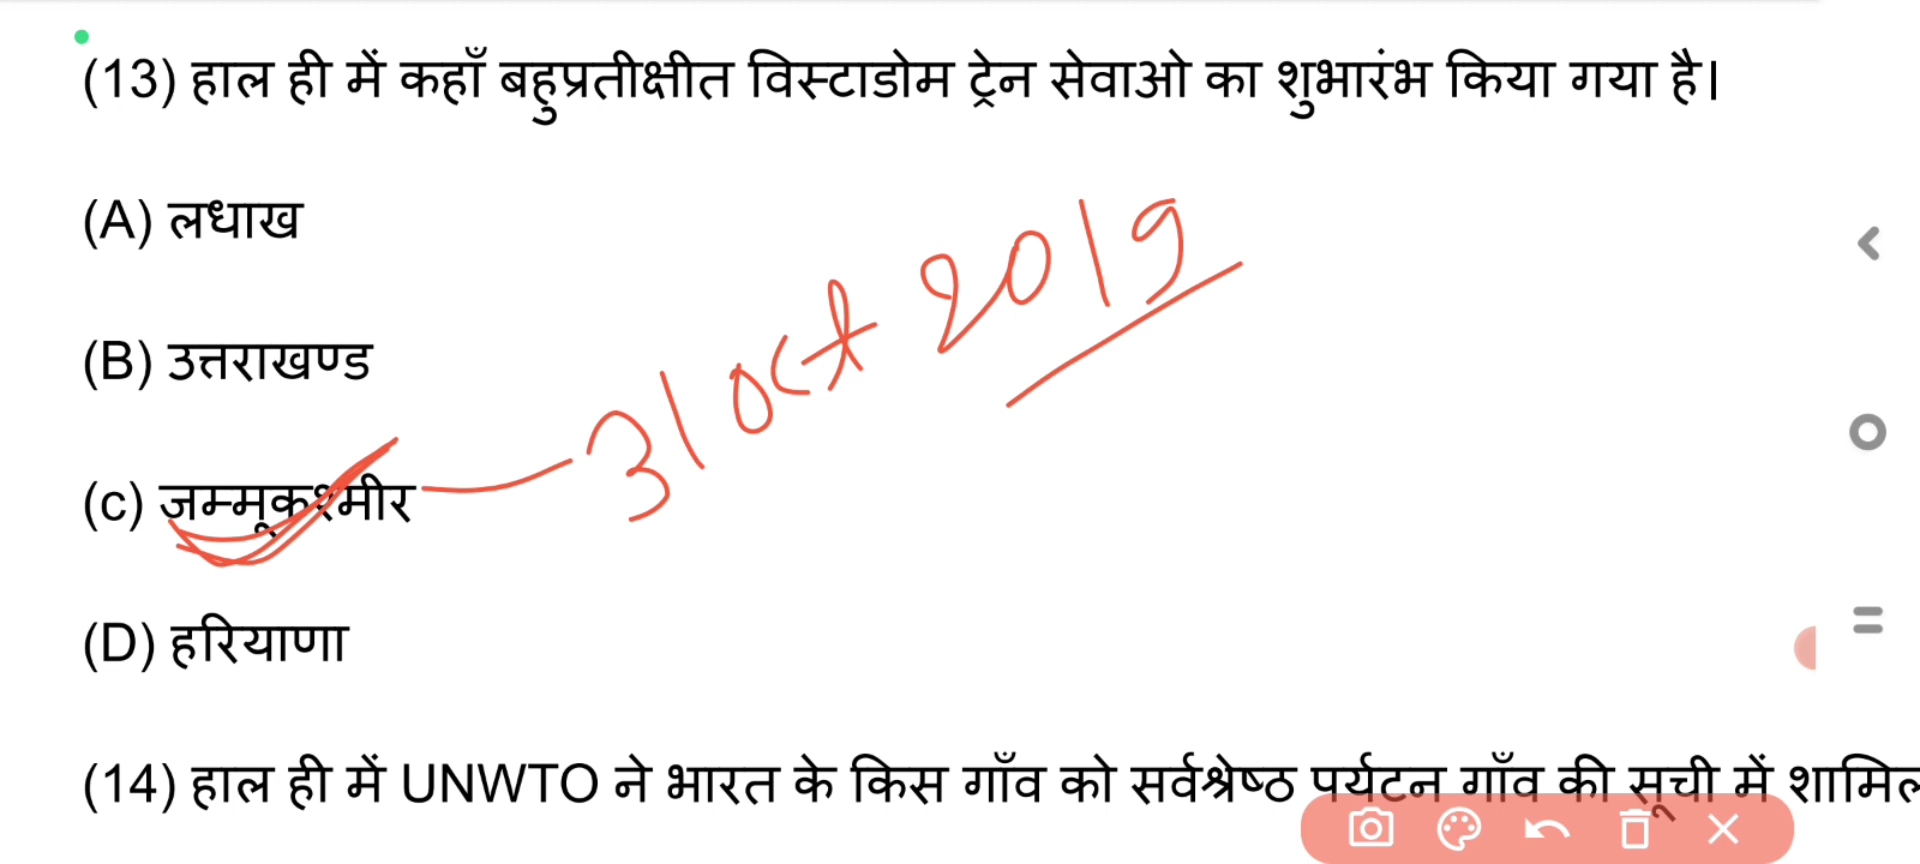 (13) हाल ही में कहाँ बहुप्रतीक्षीत विस्टाडोम ट्रेन सेवाओ का शुभारंभ किया गया है।
(A) लधाख
(B) उत्तराखण्ड
(c) जम्मूकश्मीर
31 oct 2019
(D) हरियाणा
(14) हाल ही में UNWTO ने भारत के किस गाँव को सर्वश्रेष्ठ पर्यटन गाँव की सूची में शामिल